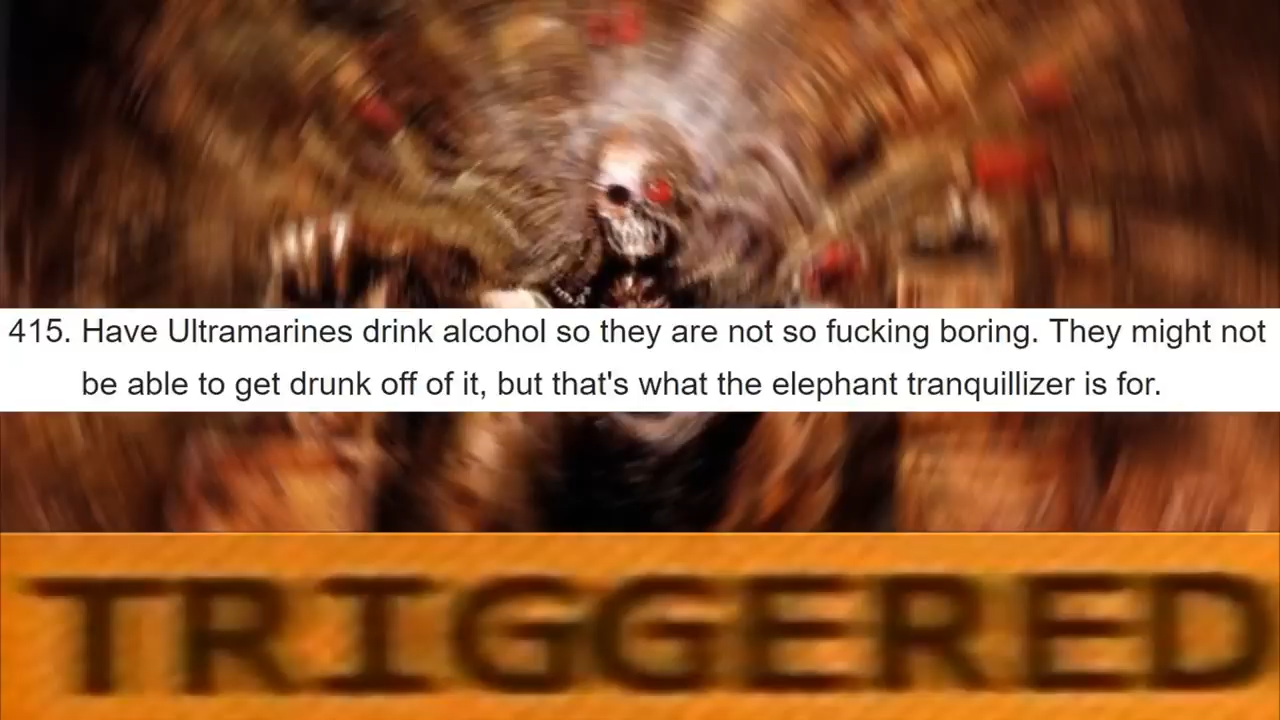 415. Have Ultramarines drink alcohol so they are not so fucking boring. They might not
be able to get drunk off of it, but that's what the elephant tranquillizer is for.
TRIGGERED